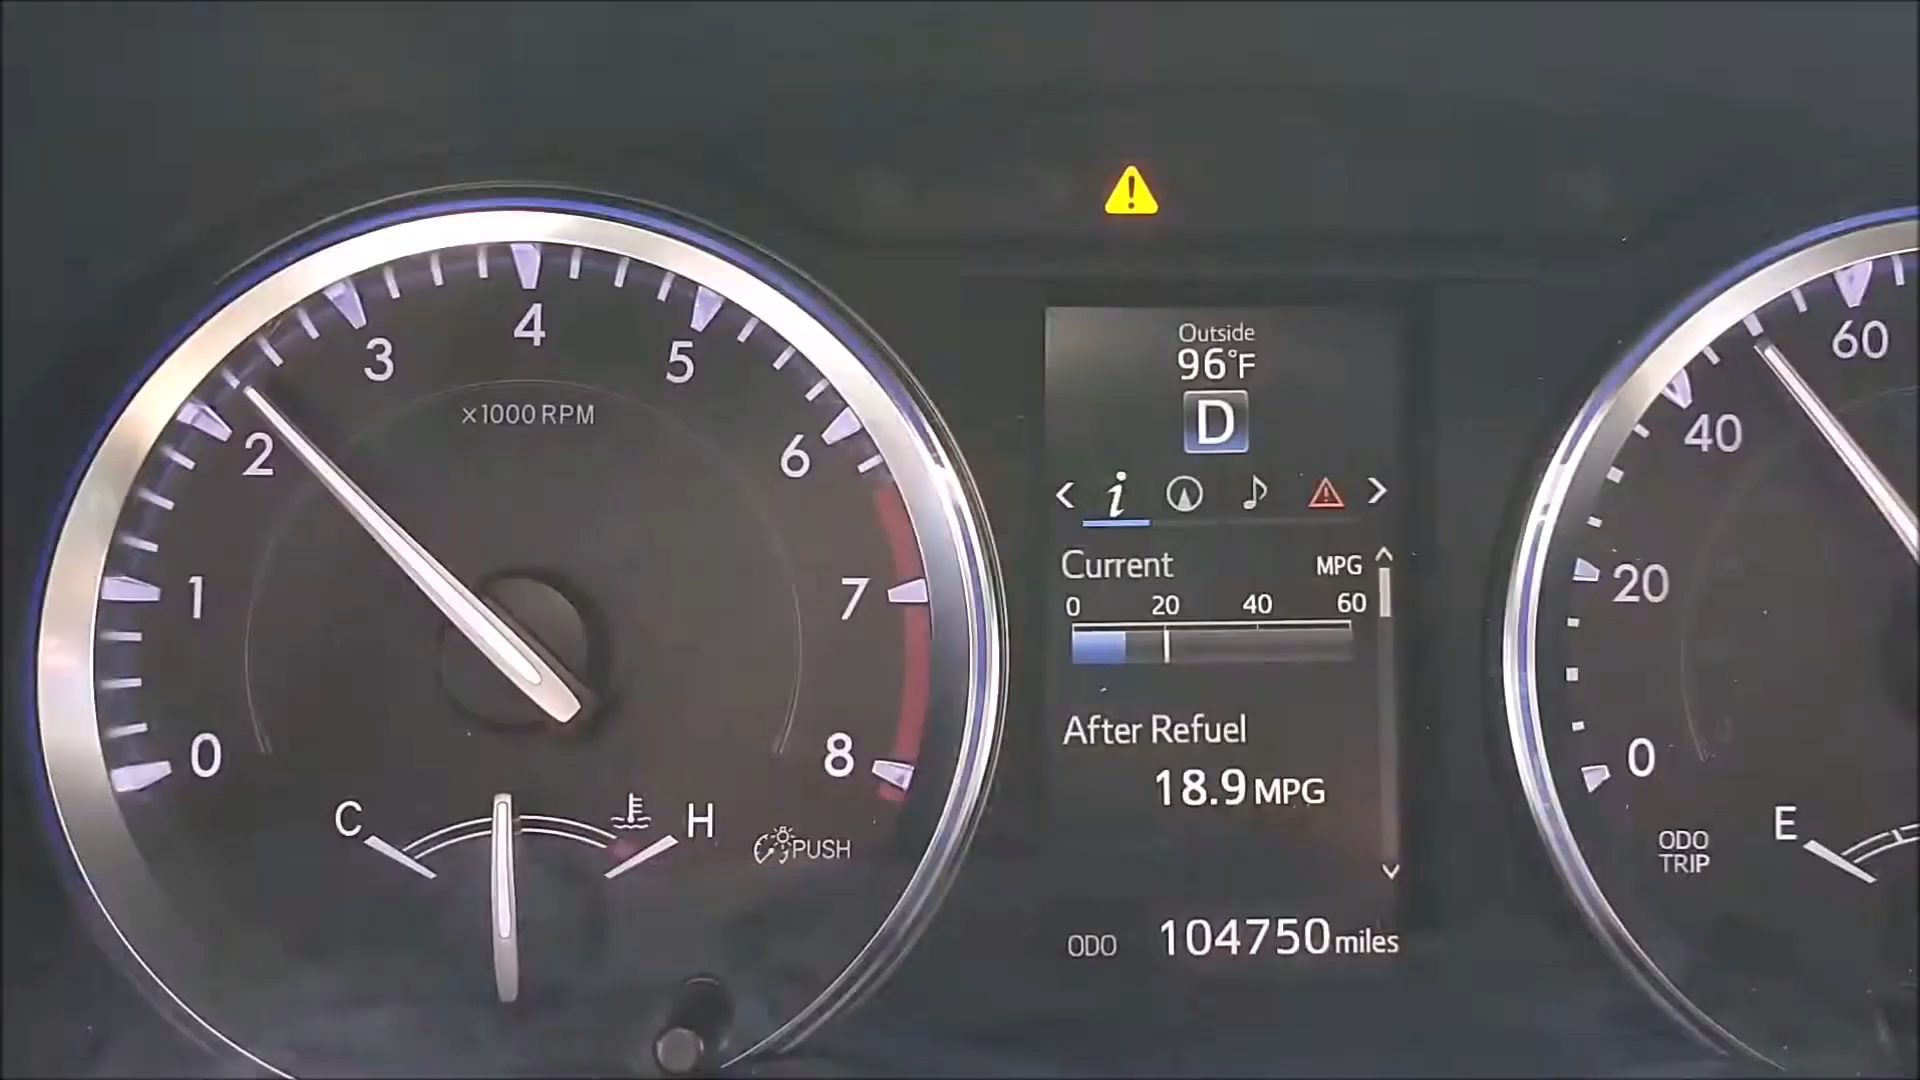 0
1
2
3
4
5
6
7
8
×1000 RPM
C
H
PUSH
Outside
96°F
D
< i >
Current MPG
0 20 40 60
After Refuel
18.9 MPG
ODO 104750 miles
0
20
40
60
ODO
TRIP
E